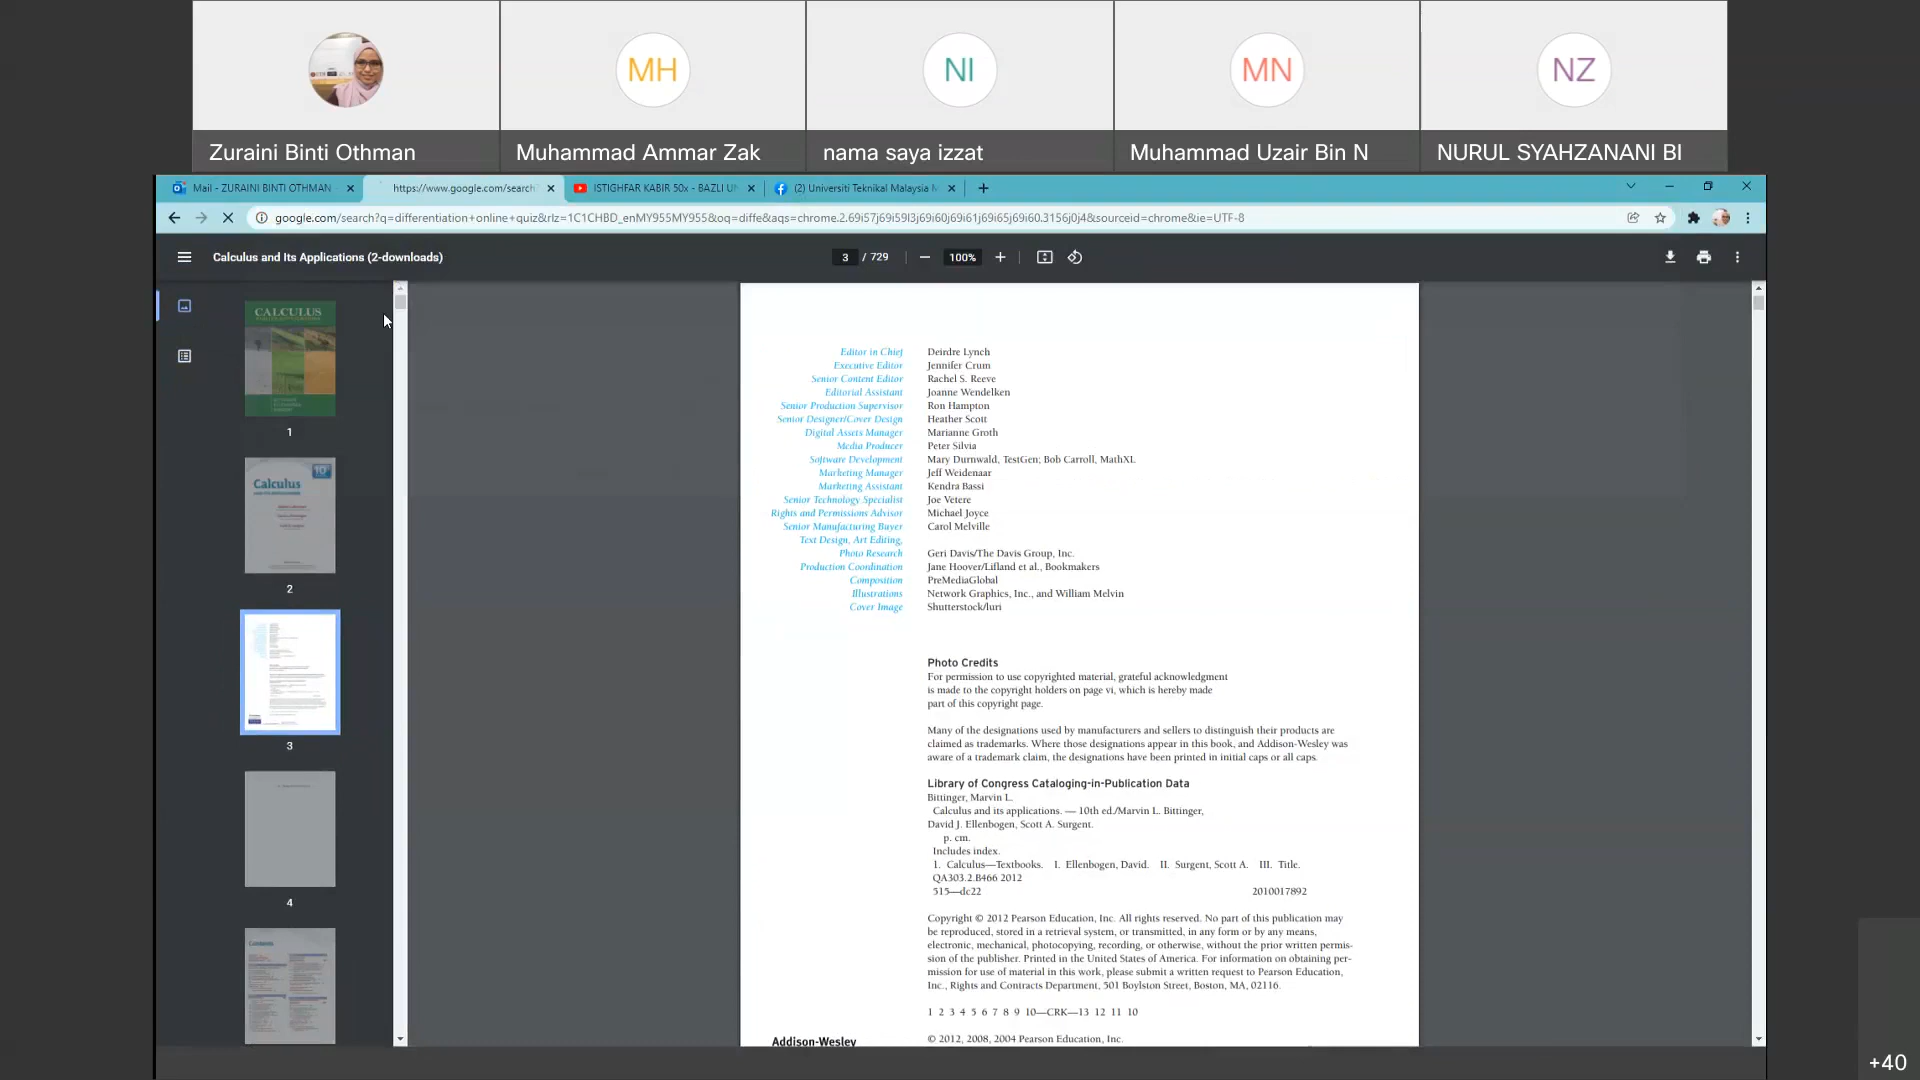 MH
NI
MN
NZ
Zuraini Binti Othman
Muhammad Ammar Zak
nama saya izzat
Muhammad Uzair Bin N
NURUL SYAHZANANI BI
Mail - ZURAINI BINTI OTHMAN
https://www.google.com/search?
ISTIGHFAR KABIR 50x - BAZLI UN
(2) Universiti Teknikal Malaysia M
google.com/search?q=differentiation+online+quiz&rlz=1C1CHBD_enMY955MY955&oq=diffe&aqs=chrome.2.69i57j69i59l3j69i60j69i61j69i65j69i60.3156j0j4&sourceid=chrome&ie=UTF-8
Calculus and Its Applications (2-downloads)
3 / 729
100%
CALCULUS
1
10
Calculus
2
3
4
Contents
Editor in Chief Deirdre Lynch
Executive Editor Jennifer Crum
Senior Content Editor Rachel S. Reeve
Editorial Assistant Joanne Wendelken
Senior Production Supervisor Ron Hampton
Senior Designer/Cover Design Heather Scott
Digital Assets Manager Marianne Groth
Media Producer Peter Silvia
Software Development Mary Durnwald, TestGen; Bob Carroll, MathXL
Marketing Manager Jeff Weidenaar
Marketing Assistant Kendra Bassi
Senior Technology Specialist Joe Vetere
Rights and Permissions Advisor Michael Joyce
Senior Manufacturing Buyer Carol Melville
Text Design, Art Editing,
Photo Research Geri Davis/The Davis Group, Inc.
Production Coordination Jane Hoover/Lifland et al., Bookmakers
Composition PreMediaGlobal
Illustrations Network Graphics, Inc., and William Melvin
Cover Image Shutterstock/Iuri
Photo Credits
For permission to use copyrighted material, grateful acknowledgment
is made to the copyright holders on page vi, which is hereby made
part of this copyright page.
Many of the designations used by manufacturers and sellers to distinguish their products are
claimed as trademarks. Where those designations appear in this book, and Addison-Wesley was
aware of a trademark claim, the designations have been printed in initial caps or all caps.
Library of Congress Cataloging-in-Publication Data
Bittinger, Marvin L.
Calculus and its applications. — 10th ed./Marvin L. Bittinger,
David J. Ellenbogen, Scott A. Surgent.
p. cm.
Includes index.
1. Calculus—Textbooks. I. Ellenbogen, David. II. Surgent, Scott A. III. Title.
QA303.2.B466 2012
515—dc22 2010017892
Copyright © 2012 Pearson Education, Inc. All rights reserved. No part of this publication may
be reproduced, stored in a retrieval system, or transmitted, in any form or by any means,
electronic, mechanical, photocopying, recording, or otherwise, without the prior written permis-
sion of the publisher. Printed in the United States of America. For information on obtaining per-
mission for use of material in this work, please submit a written request to Pearson Education,
Inc., Rights and Contracts Department, 501 Boylston Street, Boston, MA, 02116.
1 2 3 4 5 6 7 8 9 10—CRK—13 12 11 10
Addison-Wesley © 2012, 2008, 2004 Pearson Education, Inc.
+40